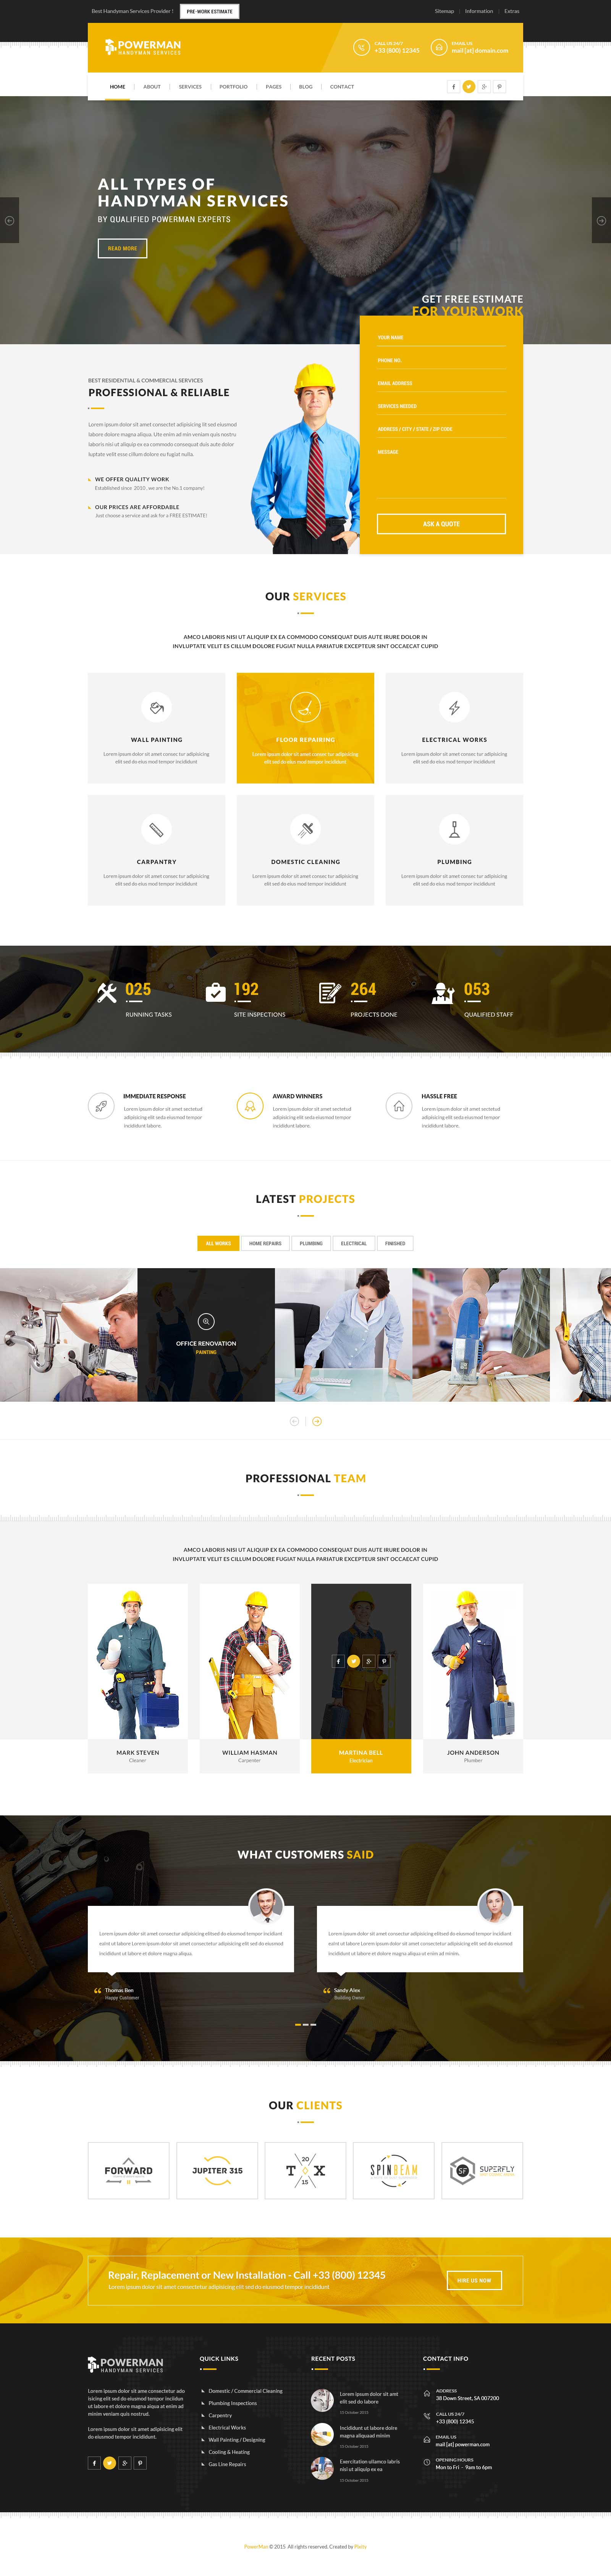 Best Handyman Services Provider !
PRE-WORK ESTIMATE
Sitemap
Information
Extras
POWERMAN
HANDYMAN SERVICES
CALL US 24/7
+33 (800) 12345
EMAIL US
mail [at] domain.com
HOME
ABOUT
SERVICES
PORTFOLIO
PAGES
BLOG
CONTACT
ALL TYPES OF
HANDYMAN SERVICES
BY QUALIFIED POWERMAN EXPERTS
READ MORE
GET FREE ESTIMATE
FOR YOUR WORK
YOUR NAME
PHONE NO.
EMAIL ADDRESS
SERVICES NEEDED
ADDRESS / CITY / STATE / ZIP CODE
MESSAGE
ASK A QUOTE
BEST RESIDENTIAL & COMMERCIAL SERVICES
PROFESSIONAL & RELIABLE
Lorem ipsum dolor sit amet consectet adipisicing lit sed eiusmod
labore dolore magna aliqua. Ute enim ad min veniam quis nostru
laboris nisi ut aliquip ex ea commodo consequat duis aute dolor
voluptate velit esse cillum dolore eu fugiat nulla.
WE OFFER QUALITY WORK
Established since 2010 , we are the No.1 company!
OUR PRICES ARE AFFORDABLE
Just choose a service and ask for a FREE ESTIMATE!
OUR SERVICES
AMCO LABORIS NISI UT ALIQUIP EX EA COMMODO CONSEQUAT DUIS AUTE IRURE DOLOR IN
INVLUPTATE VELIT ES CILLUM DOLORE FUGIAT NULLA PARIATUR EXCEPTEUR SINT OCCAECAT CUPID
WALL PAINTING
Lorem ipsum dolor sit amet consec tur adipisicing
elit sed do eius mod tempor incididunt
FLOOR REPAIRING
Lorem ipsum dolor sit amet consec tur adipisicing
elit sed do eius mod tempor incididunt
ELECTRICAL WORKS
Lorem ipsum dolor sit amet consec tur adipisicing
elit sed do eius mod tempor incididunt
CARPANTRY
Lorem ipsum dolor sit amet consec tur adipisicing
elit sed do eius mod tempor incididunt
DOMESTIC CLEANING
Lorem ipsum dolor sit amet consec tur adipisicing
elit sed do eius mod tempor incididunt
PLUMBING
Lorem ipsum dolor sit amet consec tur adipisicing
elit sed do eius mod tempor incididunt
025
RUNNING TASKS
192
SITE INSPECTIONS
264
PROJECTS DONE
053
QUALIFIED STAFF
IMMEDIATE RESPONSE
Lorem ipsum dolor sit amet sectetud
adipisicing elit seda eiusmod tempor
incididunt labore.
AWARD WINNERS
Lorem ipsum dolor sit amet sectetud
adipisicing elit seda eiusmod tempor
incididunt labore.
HASSLE FREE
Lorem ipsum dolor sit amet sectetud
adipisicing elit seda eiusmod tempor
incididunt labore.
LATEST PROJECTS
ALL WORKS
HOME REPAIRS
PLUMBING
ELECTRICAL
FINISHED
OFFICE RENOVATION
PAINTING
PROFESSIONAL TEAM
AMCO LABORIS NISI UT ALIQUIP EX EA COMMODO CONSEQUAT DUIS AUTE IRURE DOLOR IN
INVLUPTATE VELIT ES CILLUM DOLORE FUGIAT NULLA PARIATUR EXCEPTEUR SINT OCCAECAT CUPID
MARK STEVEN
Cleaner
WILLIAM HASMAN
Carpenter
MARTINA BELL
Electrician
JOHN ANDERSON
Plumber
WHAT CUSTOMERS SAID
Lorem ipsum dolor sit amet consectur adipisicing elitsed do eiusmod tempor incididunt
esint ut labore Lorem ipsum dolor sit amet consectetur adipisicing elit sed do eiusmod
incididunt ut labore et dolore magna aliqua.
Thomas Ben
Happy Customer
Lorem ipsum dolor sit amet consectur adipisicing elitsed do eiusmod tempor incididunt
esint ut labore Lorem ipsum dolor sit amet consectetur adipisicing elit sed do eiusmod
incididunt ut labore et dolore magna aliqua ut enim ad minim.
Sandy Alex
Building Owner
OUR CLIENTS
FORWARD
JUPITER 315
20
T X
15
SPINBEAM
SF
SUPERFLY
Repair, Replacement or New Installation - Call +33 (800) 12345
Lorem ipsum dolor sit amet consectetur adipisicing elit sed do eiusmod tempor incididunt
HIRE US NOW
POWERMAN
HANDYMAN SERVICES
Lorem ipsum dolor sit ame consectetur ado
isicing elit sed do eiusmod tempor incidiun
ut labore et dolore magna aiqua ut enim ad
minim veniam quis nostrud.
Lorem ipsum dolor sit amet adipisicing elit
do eiusmod tempor incididunt.
QUICK LINKS
Domestic / Commercial Cleaning
Plumbing Inspections
Carpentry
Electrical Works
Wall Painting / Designing
Cooling & Heating
Gas Line Repairs
RECENT POSTS
Lorem ipsum dolor sit amt
elit sed do labore
25 October 2015
Incididunt ut labore dolre
magna aliquaad minim
25 October 2015
Exercitation ullamco labris
nisi ut aliquip ex ea
25 October 2015
CONTACT INFO
ADDRESS
38 Down Street, SA 007200
CALL US 24/7
+33 (800) 12345
EMAIL US
mail [at] powerman.com
OPENING HOURS
Mon to Fri - 9am to 6pm
PowerMan © 2015 All rights reserved. Created by Pixity